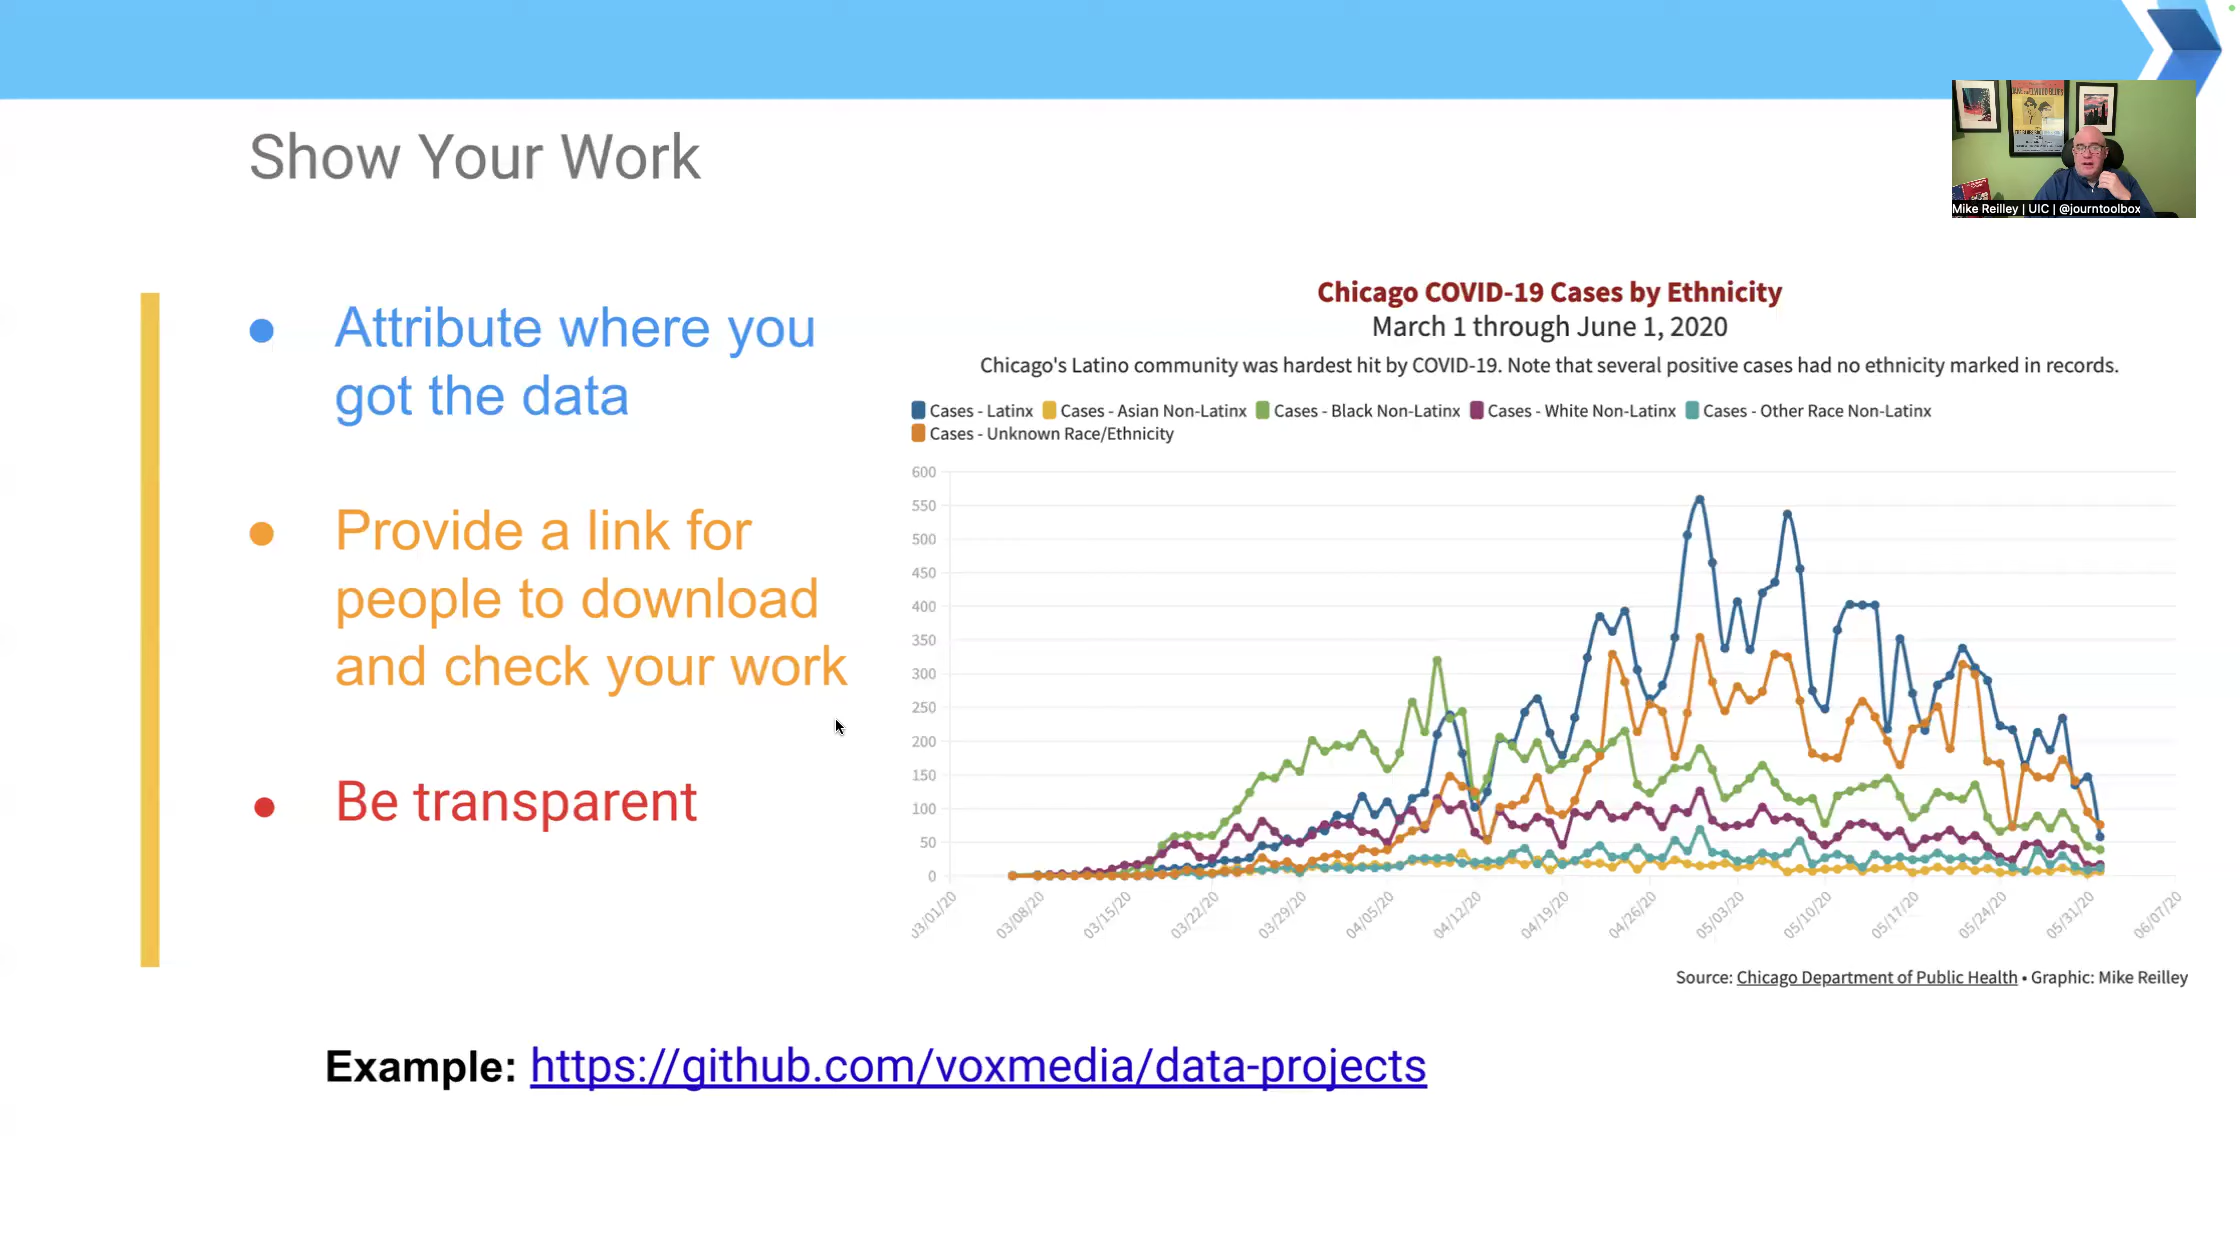 Show Your Work
Mike Reilley | UIC | @journtoolbox
Attribute where you
got the data
Provide a link for
people to download
and check your work
Be transparent
Chicago COVID-19 Cases by Ethnicity
March 1 through June 1, 2020
Chicago's Latino community was hardest hit by COVID-19. Note that several positive cases had no ethnicity marked in records.
Cases - Latinx Cases - Asian Non-Latinx Cases - Black Non-Latinx Cases - White Non-Latinx Cases - Other Race Non-Latinx
Cases - Unknown Race/Ethnicity
600
550
500
450
400
350
300
250
200
150
100
50
0
03/01/20 03/08/20 03/15/20 03/22/20 03/29/20 04/05/20 04/12/20 04/19/20 04/26/20 05/03/20 05/10/20 05/17/20 05/24/20 05/31/20 06/07/20
Source: Chicago Department of Public Health • Graphic: Mike Reilley
Example: https://github.com/voxmedia/data-projects